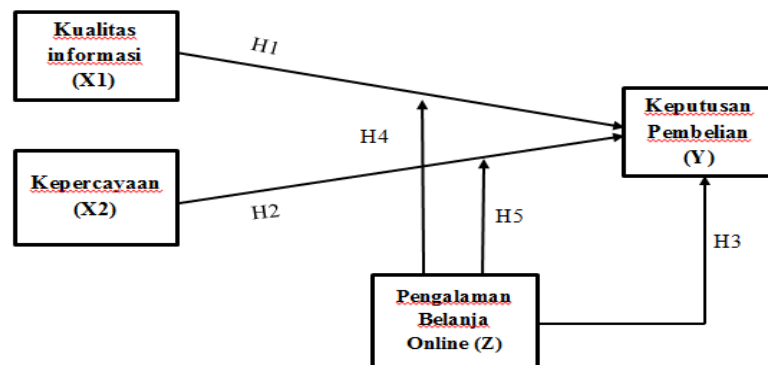 Kualitas
informasi
(X1)
H1
Keputusan
Pembelian
(Y)
H4
Kepercayaan
(X2)
H2
H5
H3
Pengalaman
Belanja
Online (Z)